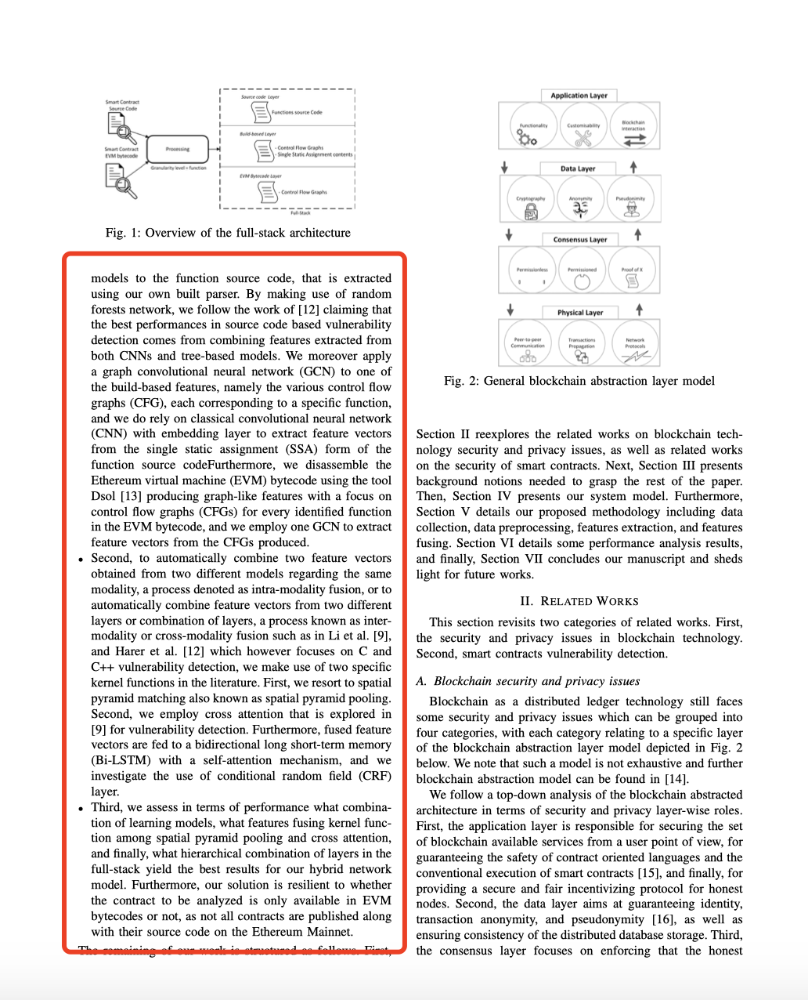 Smart Contract
Source Code
Smart Contract
EVM bytecode
Processing
Granularity level = function
Source code Layer
Functions source Code
Build-based Layer
- Control Flow Graphs
- Single Static Assignment contents
EVM Bytecode Layer
- Control Flow Graphs
Full-Stack
Fig. 1: Overview of the full-stack architecture
models to the function source code, that is extracted
using our own built parser. By making use of random
forests network, we follow the work of [12] claiming that
the best performances in source code based vulnerability
detection comes from combining features extracted from
both CNNs and tree-based models. We moreover apply
a graph convolutional neural network (GCN) to one of
the build-based features, namely the various control flow
graphs (CFG), each corresponding to a specific function,
and we do rely on classical convolutional neural network
(CNN) with embedding layer to extract feature vectors
from the single static assignment (SSA) form of the
function source codeFurthermore, we disassemble the
Ethereum virtual machine (EVM) bytecode using the tool
Dsol [13] producing graph-like features with a focus on
control flow graphs (CFGs) for every identified function
in the EVM bytecode, and we employ one GCN to extract
feature vectors from the CFGs produced.
• Second, to automatically combine two feature vectors
obtained from two different models regarding the same
modality, a process denoted as intra-modality fusion, or to
automatically combine feature vectors from two different
layers or combination of layers, a process known as inter-
modality or cross-modality fusion such as in Li et al. [9],
and Harer et al. [12] which however focuses on C and
C++ vulnerability detection, we make use of two specific
kernel functions in the literature. First, we resort to spatial
pyramid matching also known as spatial pyramid pooling.
Second, we employ cross attention that is explored in
[9] for vulnerability detection. Furthermore, fused feature
vectors are fed to a bidirectional long short-term memory
(Bi-LSTM) with a self-attention mechanism, and we
investigate the use of conditional random field (CRF)
layer.
• Third, we assess in terms of performance what combina-
tion of learning models, what features fusing kernel func-
tion among spatial pyramid pooling and cross attention,
and finally, what hierarchical combination of layers in the
full-stack yield the best results for our hybrid network
model. Furthermore, our solution is resilient to whether
the contract to be analyzed is only available in EVM
bytecodes or not, as not all contracts are published along
with their source code on the Ethereum Mainnet.
The remaining of our work is structured as follows. First,
Application Layer
Functionality
Customisability
Blockchain
Interaction
Data Layer
Cryptography
Anonymity
Pseudonimity
Consensus Layer
Permissionless
Permissioned
Proof of X
Physical Layer
Peer-to-peer
Communication
Transactions
Propagation
Network
Protocols
Fig. 2: General blockchain abstraction layer model
Section II reexplores the related works on blockchain tech-
nology security and privacy issues, as well as related works
on the security of smart contracts. Next, Section III presents
background notions needed to grasp the rest of the paper.
Then, Section IV presents our system model. Furthermore,
Section V details our proposed methodology including data
collection, data preprocessing, features extraction, and features
fusing. Section VI details some performance analysis results,
and finally, Section VII concludes our manuscript and sheds
light for future works.
II. RELATED WORKS
This section revisits two categories of related works. First,
the security and privacy issues in blockchain technology.
Second, smart contracts vulnerability detection.
A. Blockchain security and privacy issues
Blockchain as a distributed ledger technology still faces
some security and privacy issues which can be grouped into
four categories, with each category relating to a specific layer
of the blockchain abstraction layer model depicted in Fig. 2
below. We note that such a model is not exhaustive and further
blockchain abstraction model can be found in [14].
We follow a top-down analysis of the blockchain abstracted
architecture in terms of security and privacy layer-wise roles.
First, the application layer is responsible for securing the set
of blockchain available services from a user point of view, for
guaranteeing the safety of contract oriented languages and the
conventional execution of smart contracts [15], and finally, for
providing a secure and fair incentivizing protocol for honest
nodes. Second, the data layer aims at guaranteeing identity,
transaction anonymity, and pseudonymity [16], as well as
ensuring consistency of the distributed database storage. Third,
the consensus layer focuses on enforcing that the honest